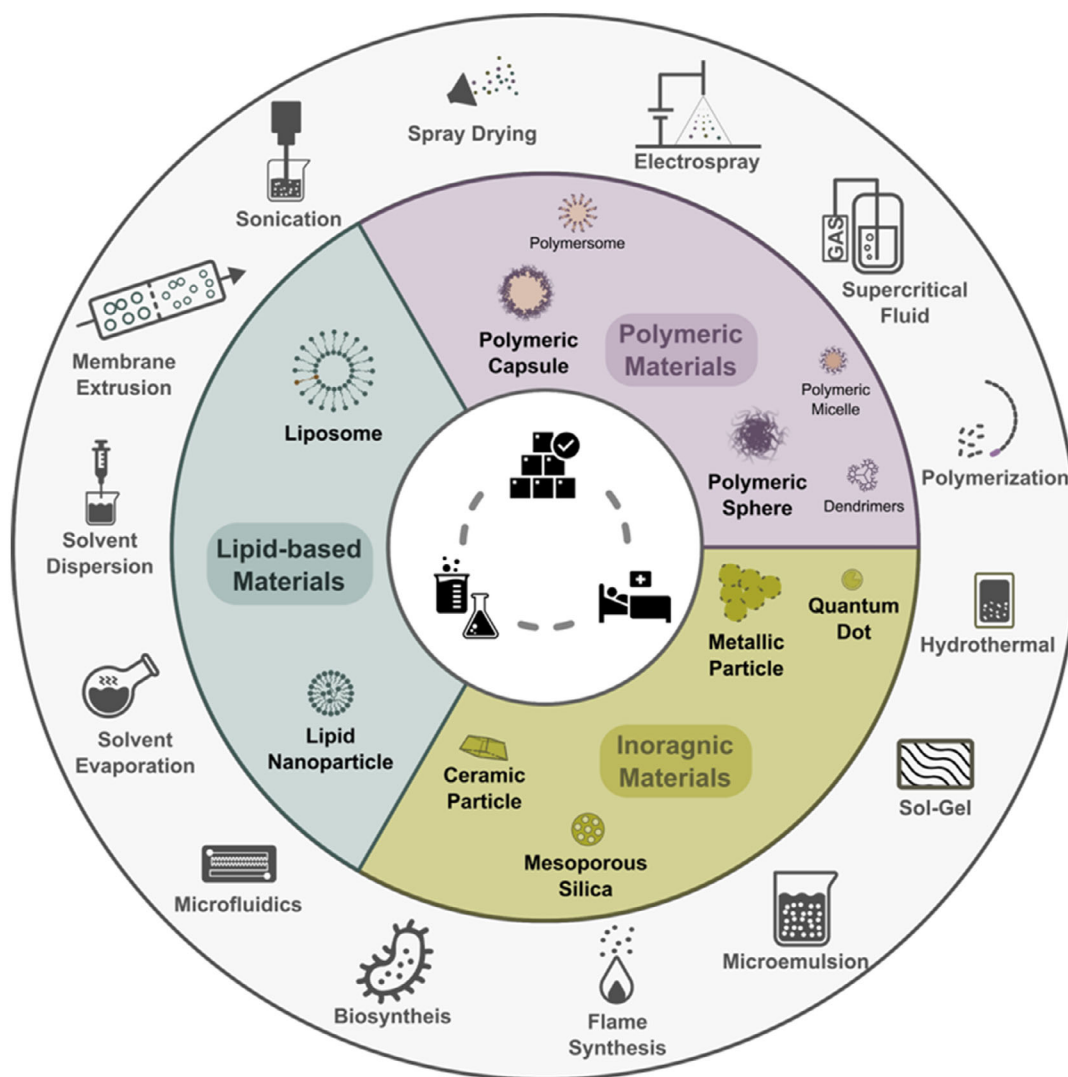 Spray Drying
Electrospray
Sonication
GAS
Supercritical
Fluid
Membrane
Extrusion
Polymerization
Solvent
Dispersion
Hydrothermal
Solvent
Evaporation
Sol-Gel
Microfluidics
Microemulsion
Biosyntheis
Flame
Synthesis
Polymersome
Polymeric
Capsule
Polymeric
Materials
Polymeric
Micelle
Polymeric
Sphere
Dendrimers
Liposome
Lipid-based
Materials
Lipid
Nanoparticle
Metallic
Particle
Quantum
Dot
Inoragnic
Materials
Ceramic
Particle
Mesoporous
Silica